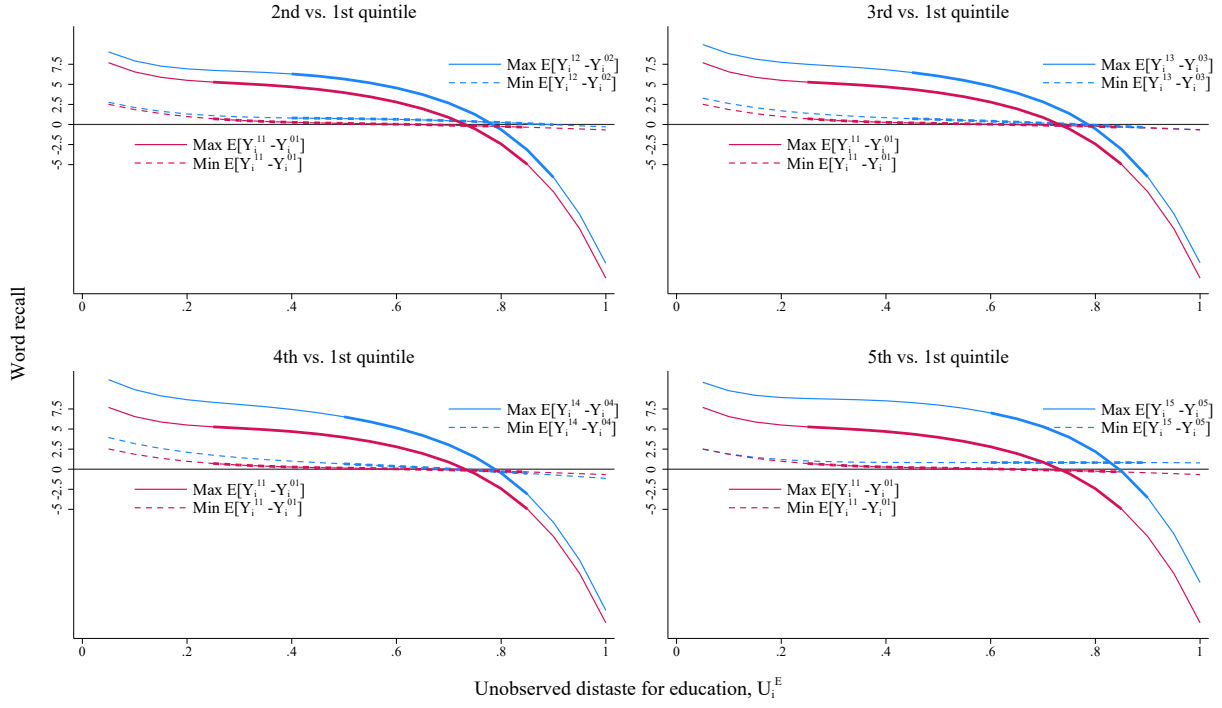 2nd vs. 1st quintile
7.5
5
2.5
0
-2.5
-5
Max E[Y_i^12 -Y_i^02]
Min E[Y_i^12 -Y_i^02]
Max E[Y_i^11 -Y_i^01]
Min E[Y_i^11 -Y_i^01]
0 .2 .4 .6 .8 1
3rd vs. 1st quintile
7.5
5
2.5
0
-2.5
-5
Max E[Y_i^13 -Y_i^03]
Min E[Y_i^13 -Y_i^03]
Max E[Y_i^11 -Y_i^01]
Min E[Y_i^11 -Y_i^01]
0 .2 .4 .6 .8 1
Word recall
4th vs. 1st quintile
7.5
5
2.5
0
-2.5
-5
Max E[Y_i^14 -Y_i^04]
Min E[Y_i^14 -Y_i^04]
Max E[Y_i^11 -Y_i^01]
Min E[Y_i^11 -Y_i^01]
0 .2 .4 .6 .8 1
5th vs. 1st quintile
7.5
5
2.5
0
-2.5
-5
Max E[Y_i^15 -Y_i^05]
Min E[Y_i^15 -Y_i^05]
Max E[Y_i^11 -Y_i^01]
Min E[Y_i^11 -Y_i^01]
0 .2 .4 .6 .8 1
Unobserved distaste for education, U_i^E